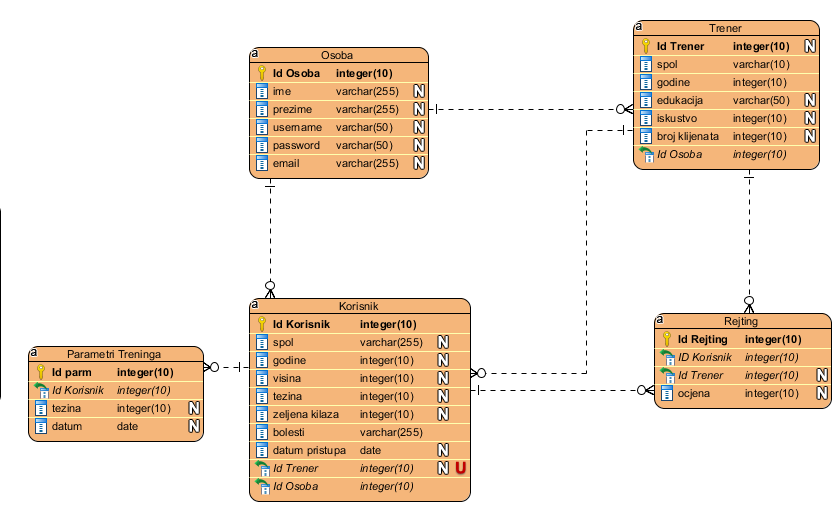 a Osoba
Id Osoba integer(10)
ime varchar(255) N
prezime varchar(255) N
username varchar(50) N
password varchar(50) N
email varchar(255) N
a Trener
Id Trener integer(10) N
spol varchar(10)
godine integer(10)
edukacija varchar(50) N
iskustvo integer(10) N
broj klijenata integer(10) N
Id Osoba integer(10)
a Parametri Treninga
Id parm integer(10)
Id Korisnik integer(10)
tezina integer(10) N
datum date N
a Korisnik
Id Korisnik integer(10)
spol varchar(255) N
godine integer(10) N
visina integer(10) N
tezina integer(10) N
zeljena kilaza integer(10) N
bolesti varchar(255)
datum pristupa date N
Id Trener integer(10) N U
Id Osoba integer(10)
a Rejting
Id Rejting integer(10)
ID Korisnik integer(10)
Id Trener integer(10) N
ocjena integer(10) N